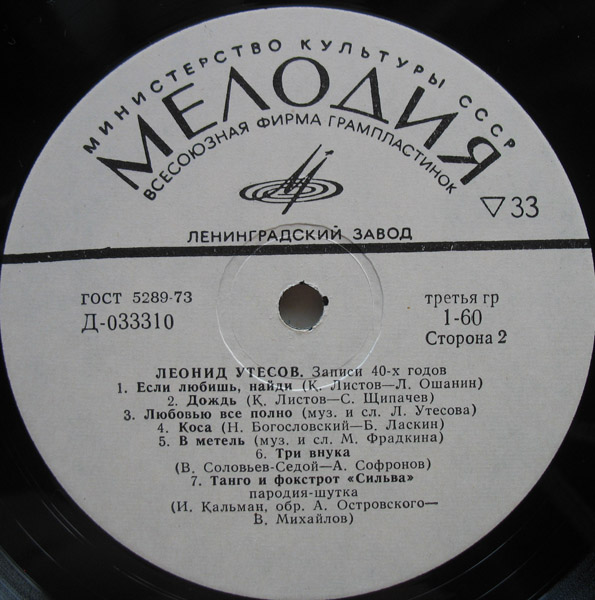 МИНИСТЕРСТВО КУЛЬТУРЫ СССР
МЕЛОДИЯ
ВСЕСОЮЗНАЯ ФИРМА ГРАМПЛАСТИНОК
▽33
ЛЕНИНГРАДСКИЙ ЗАВОД
ГОСТ 5289-73
Д-033310
третья гр
1-60
Сторона 2
ЛЕОНИД УТЕСОВ. Записи 40-х годов
1. Если любишь, найди (К. Листов—Л. Ошанин)
2. Дождь (К. Листов—С. Щипачев)
3. Любовью все полно (муз. и сл. Л. Утесова)
4. Коса (Н. Богословский—Б. Ласкин)
5. В метель (муз. и сл. М. Фрадкина)
6. Три внука
(В. Соловьев-Седой—А. Софронов)
7. Танго и фокстрот «Сильва»
пародия-шутка
(И. Кальман, обр. А. Островского—
В. Михайлов)